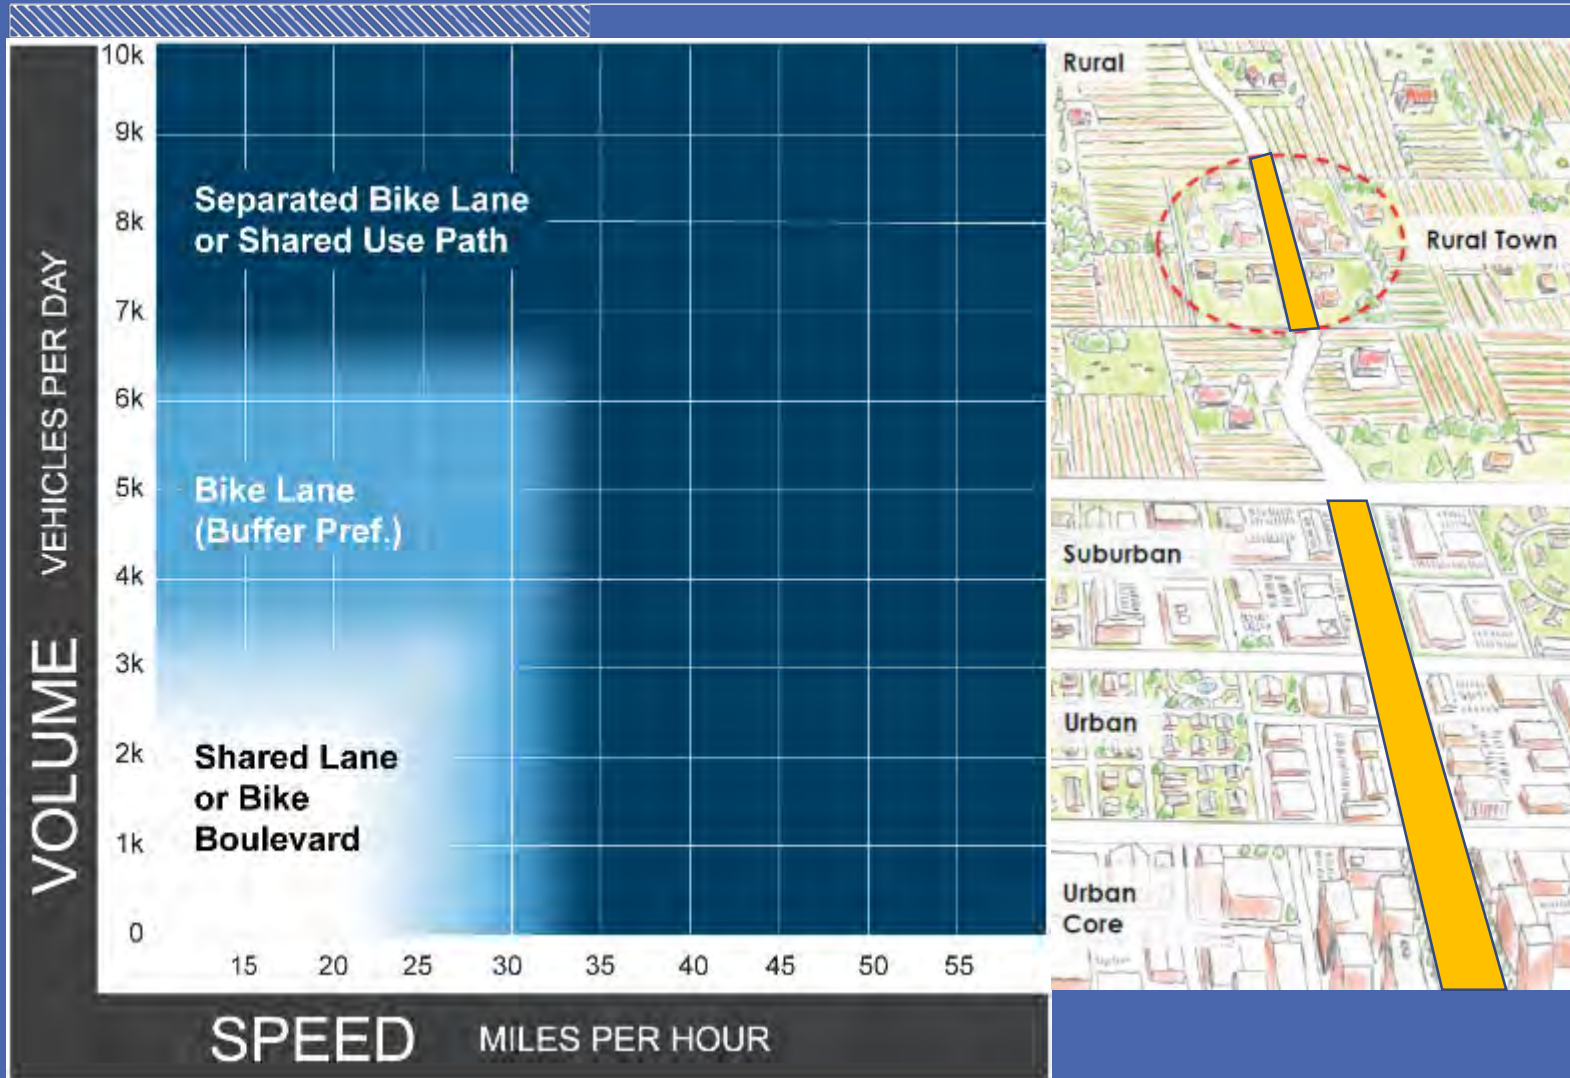 10k
9k
8k
7k
6k
5k
4k
3k
2k
1k
0
VOLUME VEHICLES PER DAY
Separated Bike Lane
or Shared Use Path
Bike Lane
(Buffer Pref.)
Shared Lane
or Bike
Boulevard
15 20 25 30 35 40 45 50 55
SPEED MILES PER HOUR
Rural
Rural Town
Suburban
Urban
Urban
Core